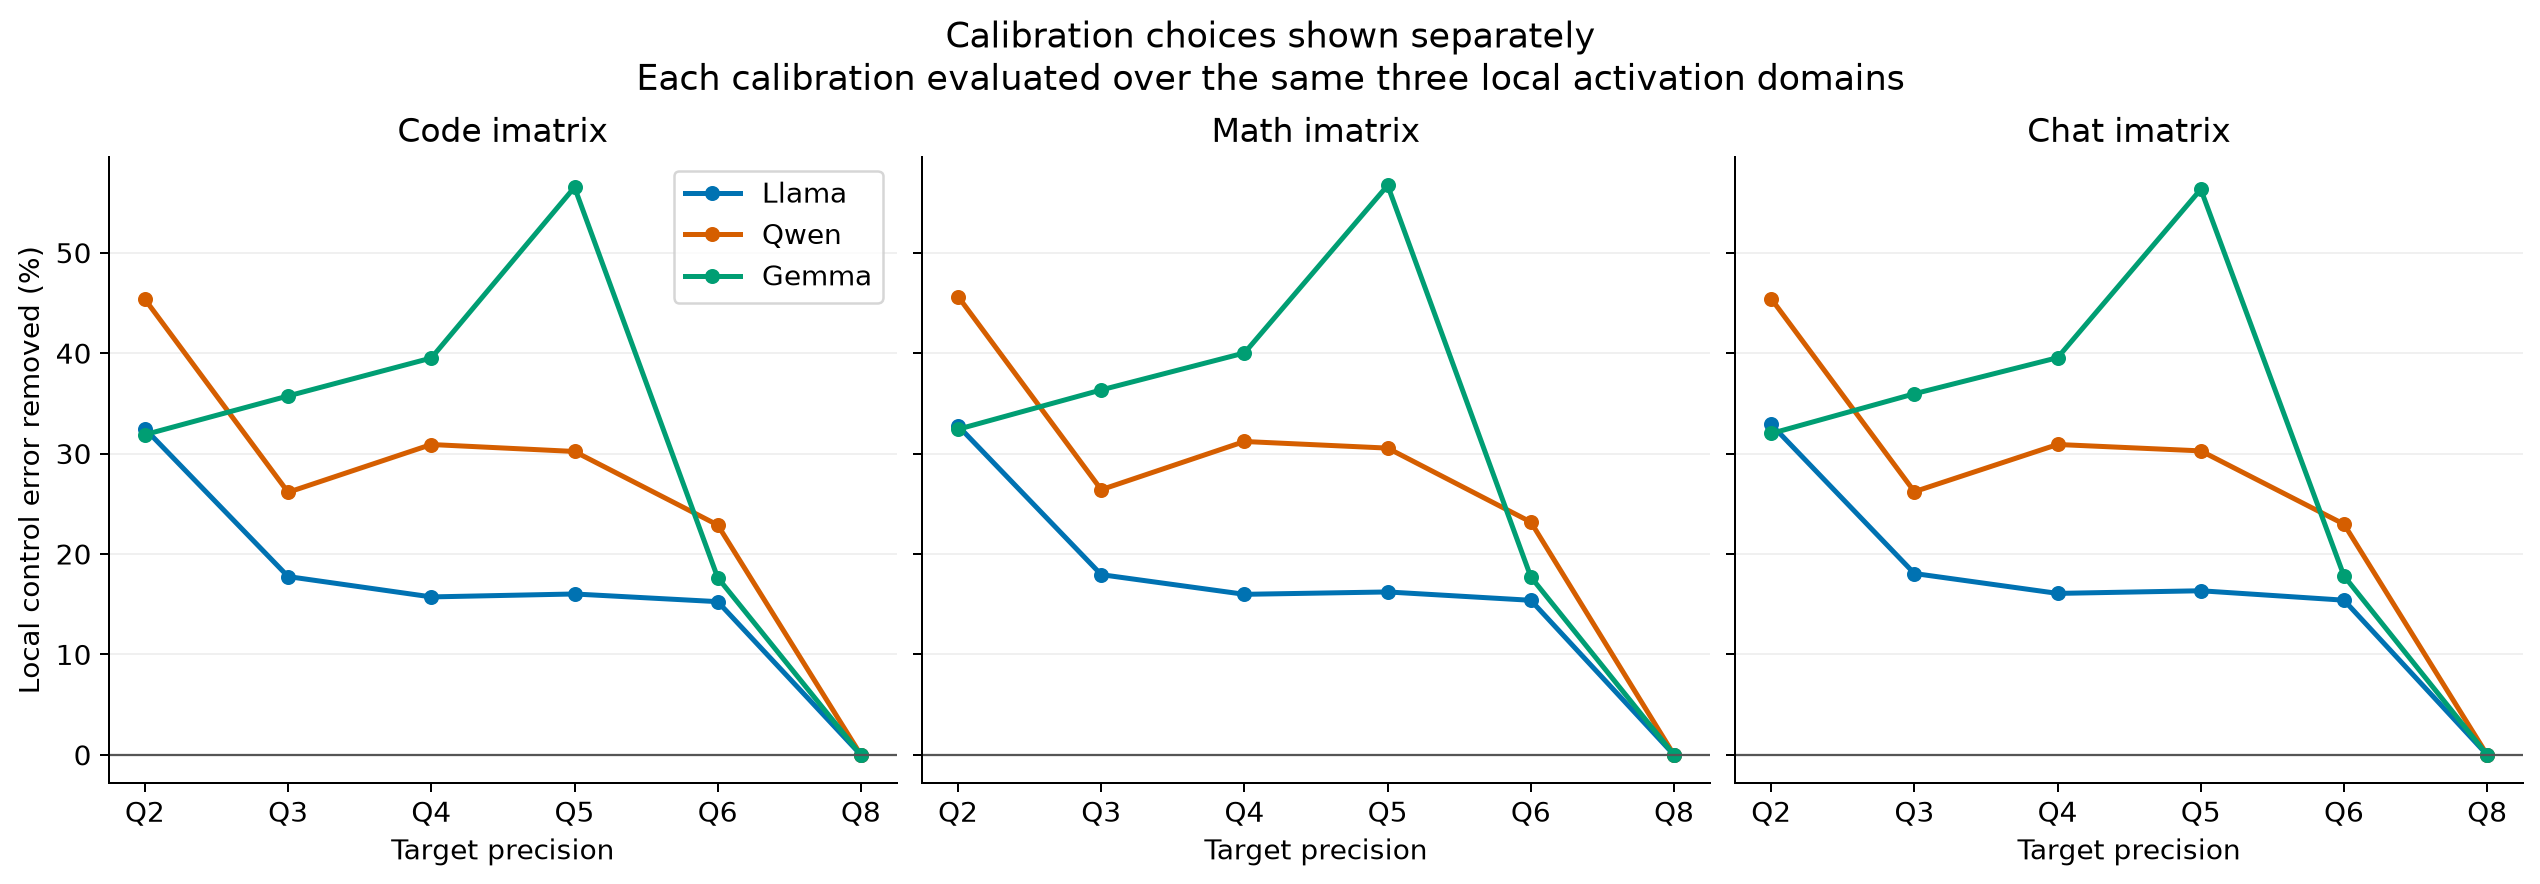 Calibration choices shown separately
Each calibration evaluated over the same three local activation domains
Code imatrix
Math imatrix
Chat imatrix
Local control error removed (%)
50
40
30
20
10
0
Llama
Qwen
Gemma
Q2 Q3 Q4 Q5 Q6 Q8
Q2 Q3 Q4 Q5 Q6 Q8
Q2 Q3 Q4 Q5 Q6 Q8
Target precision
Target precision
Target precision